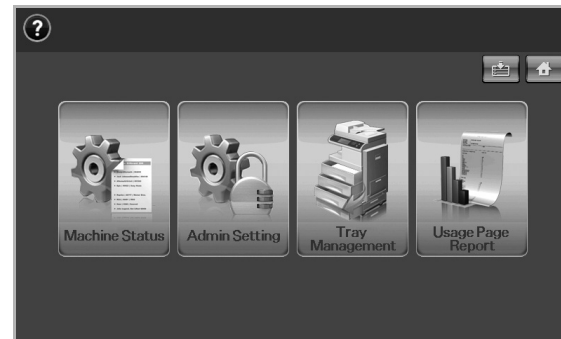 ?
Machine Status
Admin Setting
Tray
Management
Usage Page
Report